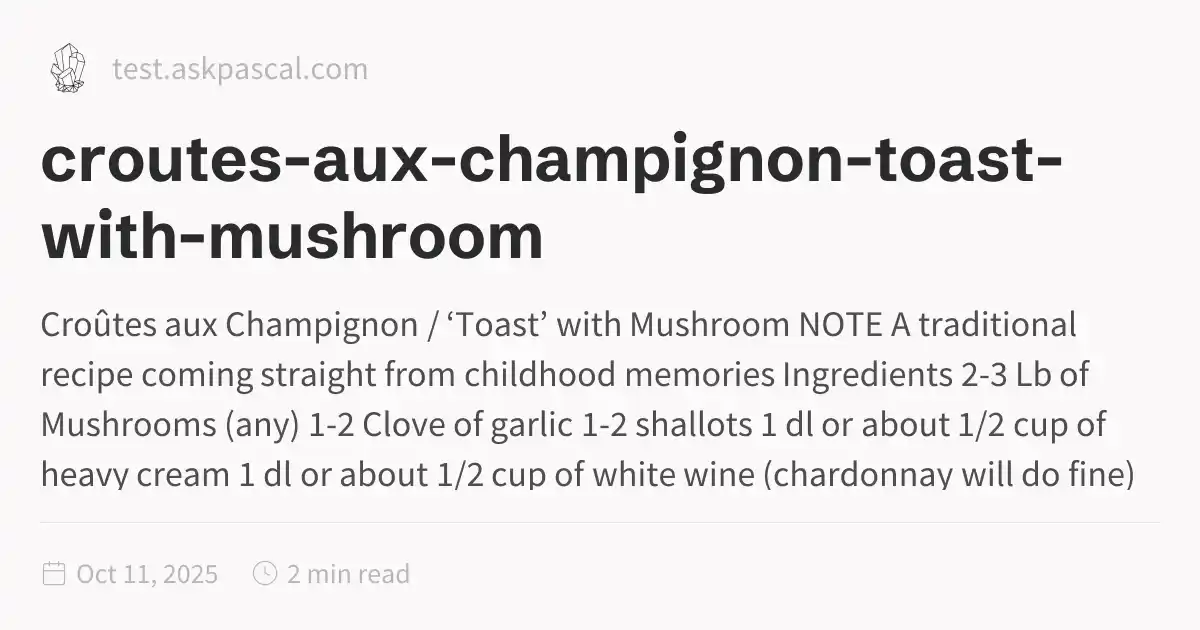 test.askpascal.com
croutes-aux-champignon-toast-
with-mushroom
Croûtes aux Champignon / ‘Toast’ with Mushroom NOTE A traditional
recipe coming straight from childhood memories Ingredients 2-3 Lb of
Mushrooms (any) 1-2 Clove of garlic 1-2 shallots 1 dl or about 1/2 cup of
heavy cream 1 dl or about 1/2 cup of white wine (chardonnay will do fine)
Oct 11, 2025 2 min read